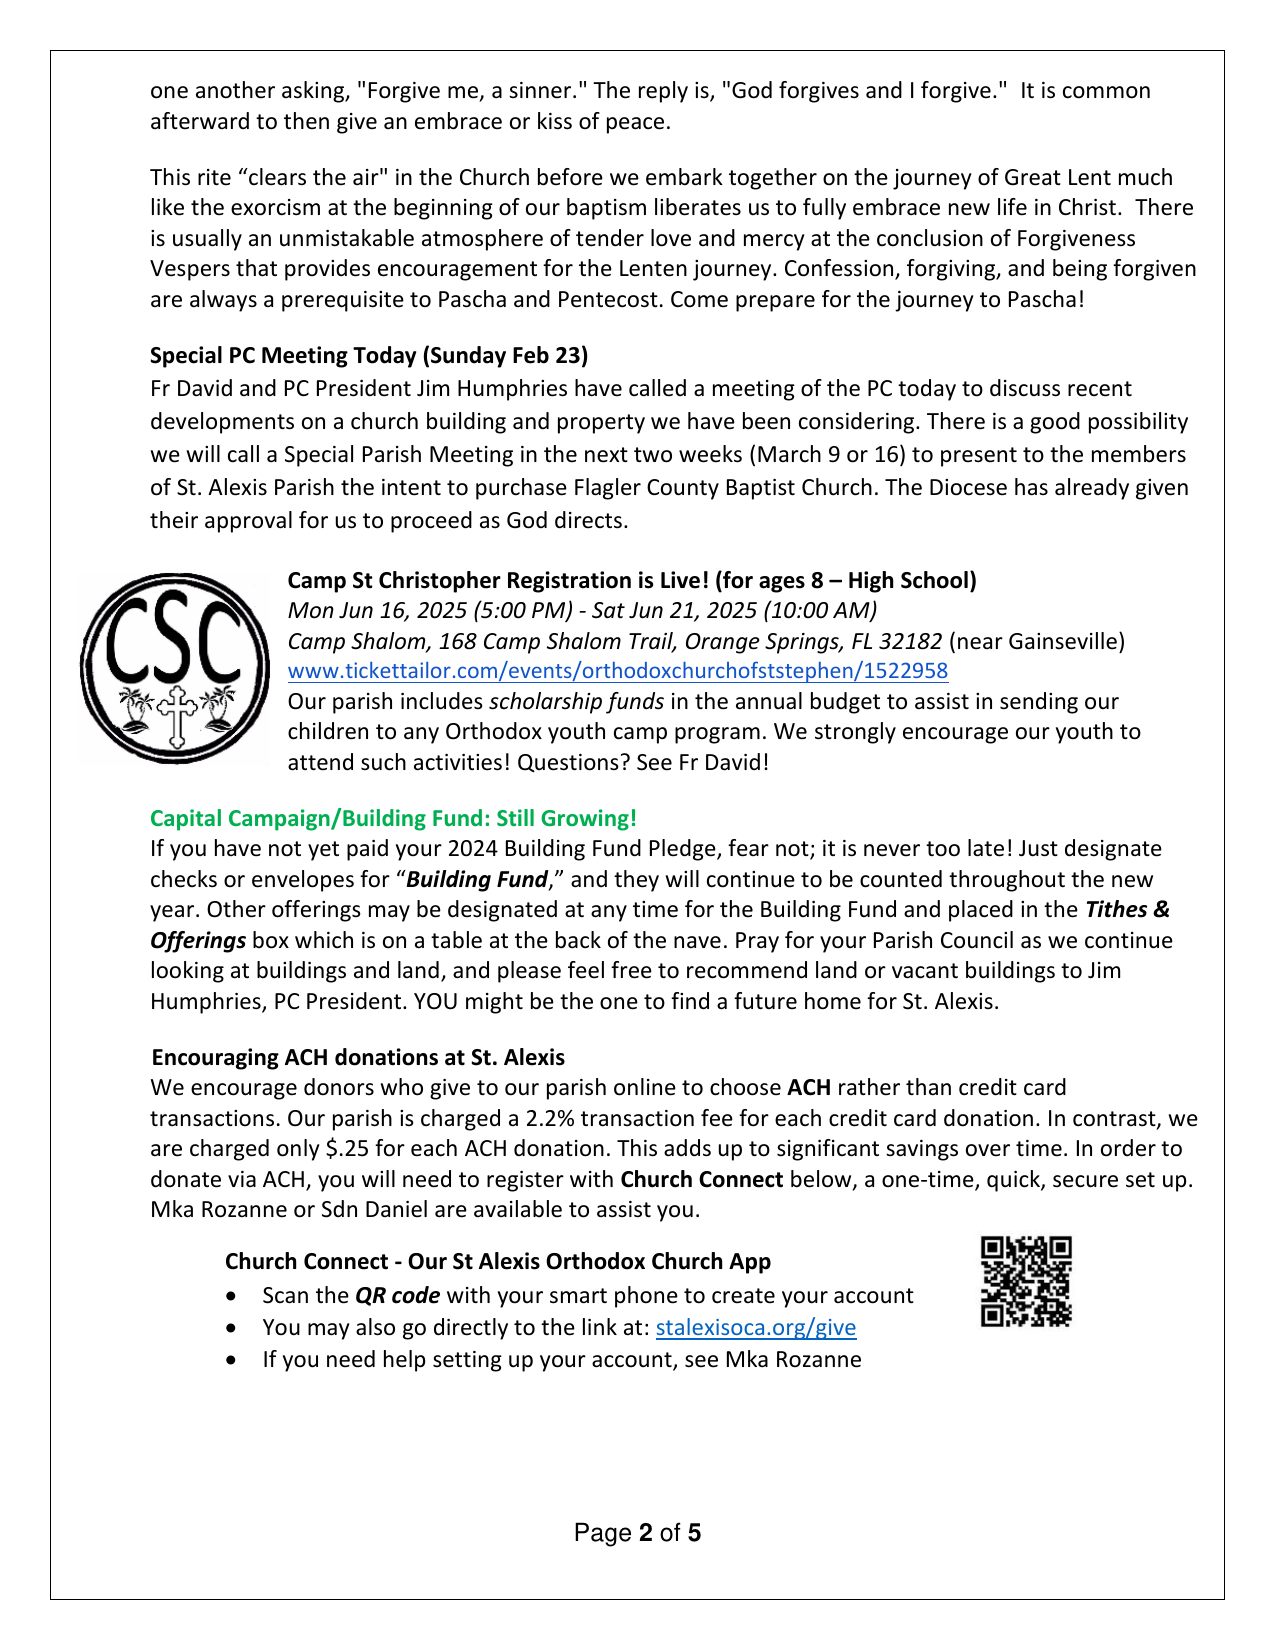 one another asking, "Forgive me, a sinner." The reply is, "God forgives and I forgive."  It is common
afterward to then give an embrace or kiss of peace.
This rite “clears the air" in the Church before we embark together on the journey of Great Lent much
like the exorcism at the beginning of our baptism liberates us to fully embrace new life in Christ.  There
is usually an unmistakable atmosphere of tender love and mercy at the conclusion of Forgiveness
Vespers that provides encouragement for the Lenten journey. Confession, forgiving, and being forgiven
are always a prerequisite to Pascha and Pentecost. Come prepare for the journey to Pascha!
Special PC Meeting Today (Sunday Feb 23)
Fr David and PC President Jim Humphries have called a meeting of the PC today to discuss recent
developments on a church building and property we have been considering. There is a good possibility
we will call a Special Parish Meeting in the next two weeks (March 9 or 16) to present to the members
of St. Alexis Parish the intent to purchase Flagler County Baptist Church. The Diocese has already given
their approval for us to proceed as God directs.
CSC
Camp St Christopher Registration is Live! (for ages 8 – High School)
Mon Jun 16, 2025 (5:00 PM) - Sat Jun 21, 2025 (10:00 AM)
Camp Shalom, 168 Camp Shalom Trail, Orange Springs, FL 32182 (near Gainseville)
www.tickettailor.com/events/orthodoxchurchofststephen/1522958
Our parish includes scholarship funds in the annual budget to assist in sending our
children to any Orthodox youth camp program. We strongly encourage our youth to
attend such activities! Questions? See Fr David!
Capital Campaign/Building Fund: Still Growing!
If you have not yet paid your 2024 Building Fund Pledge, fear not; it is never too late! Just designate
checks or envelopes for “Building Fund,” and they will continue to be counted throughout the new
year. Other offerings may be designated at any time for the Building Fund and placed in the Tithes &
Offerings box which is on a table at the back of the nave. Pray for your Parish Council as we continue
looking at buildings and land, and please feel free to recommend land or vacant buildings to Jim
Humphries, PC President. YOU might be the one to find a future home for St. Alexis.
Encouraging ACH donations at St. Alexis
We encourage donors who give to our parish online to choose ACH rather than credit card
transactions. Our parish is charged a 2.2% transaction fee for each credit card donation. In contrast, we
are charged only $.25 for each ACH donation. This adds up to significant savings over time. In order to
donate via ACH, you will need to register with Church Connect below, a one-time, quick, secure set up.
Mka Rozanne or Sdn Daniel are available to assist you.
Church Connect - Our St Alexis Orthodox Church App
• Scan the QR code with your smart phone to create your account
• You may also go directly to the link at: stalexisoca.org/give
• If you need help setting up your account, see Mka Rozanne
Page 2 of 5